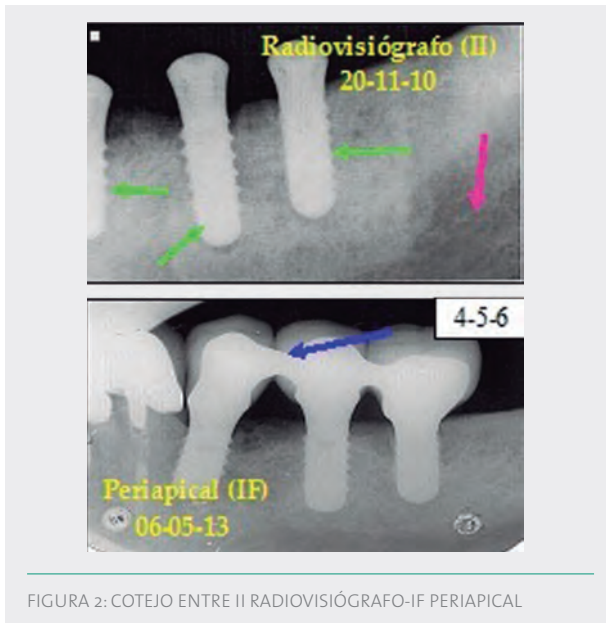 Radiovisiógrafo (II)
20-11-10
4-5-6
Periapical (IF)
06-05-13
FIGURA 2: COTEJO ENTRE II RADIOVISIÓGRAFO-IF PERIAPICAL